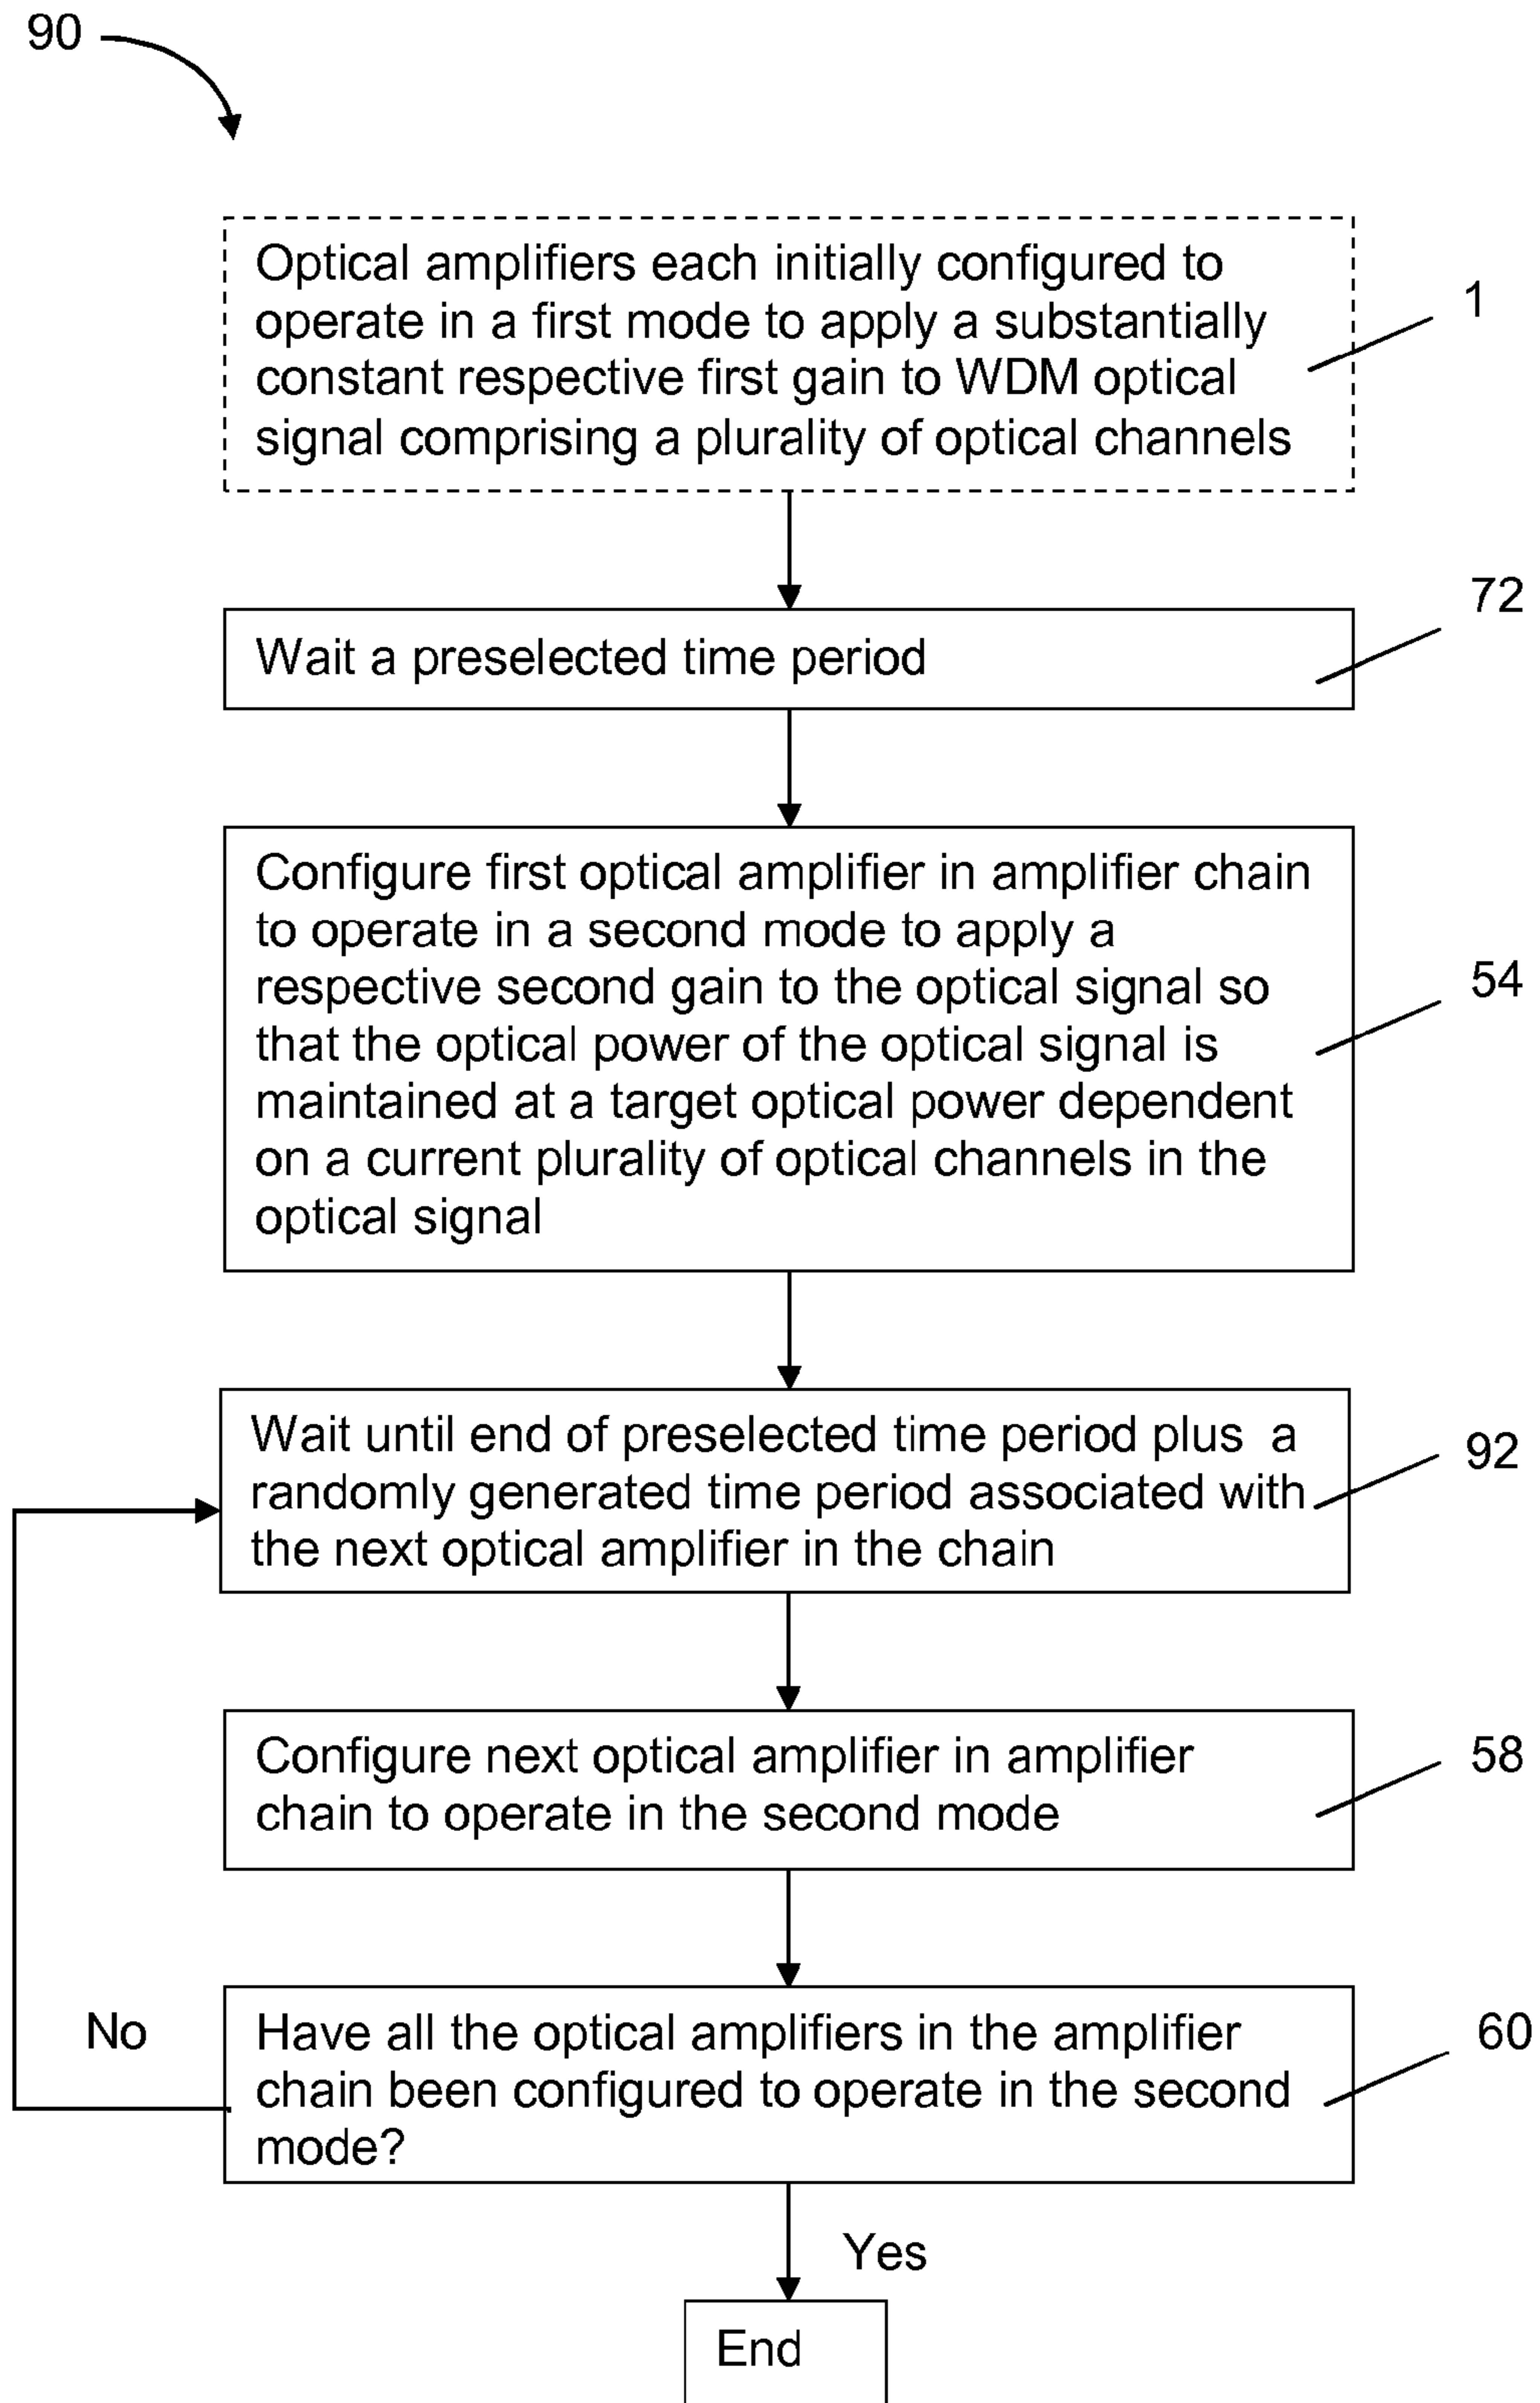 90
Optical amplifiers each initially configured to
operate in a first mode to apply a substantially
constant respective first gain to WDM optical
signal comprising a plurality of optical channels
1
72
Wait a preselected time period
Configure first optical amplifier in amplifier chain
to operate in a second mode to apply a
respective second gain to the optical signal so
that the optical power of the optical signal is
maintained at a target optical power dependent
on a current plurality of optical channels in the
optical signal
54
Wait until end of preselected time period plus a
randomly generated time period associated with
the next optical amplifier in the chain
92
Configure next optical amplifier in amplifier
chain to operate in the second mode
58
No
Have all the optical amplifiers in the amplifier
chain been configured to operate in the second
mode?
60
Yes
End